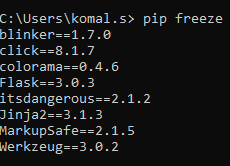 C:\Users\komal.s> pip freeze
blinker==1.7.0
click==8.1.7
colorama==0.4.6
Flask==3.0.3
itsdangerous==2.1.2
Jinja2==3.1.3
MarkupSafe==2.1.5
Werkzeug==3.0.2